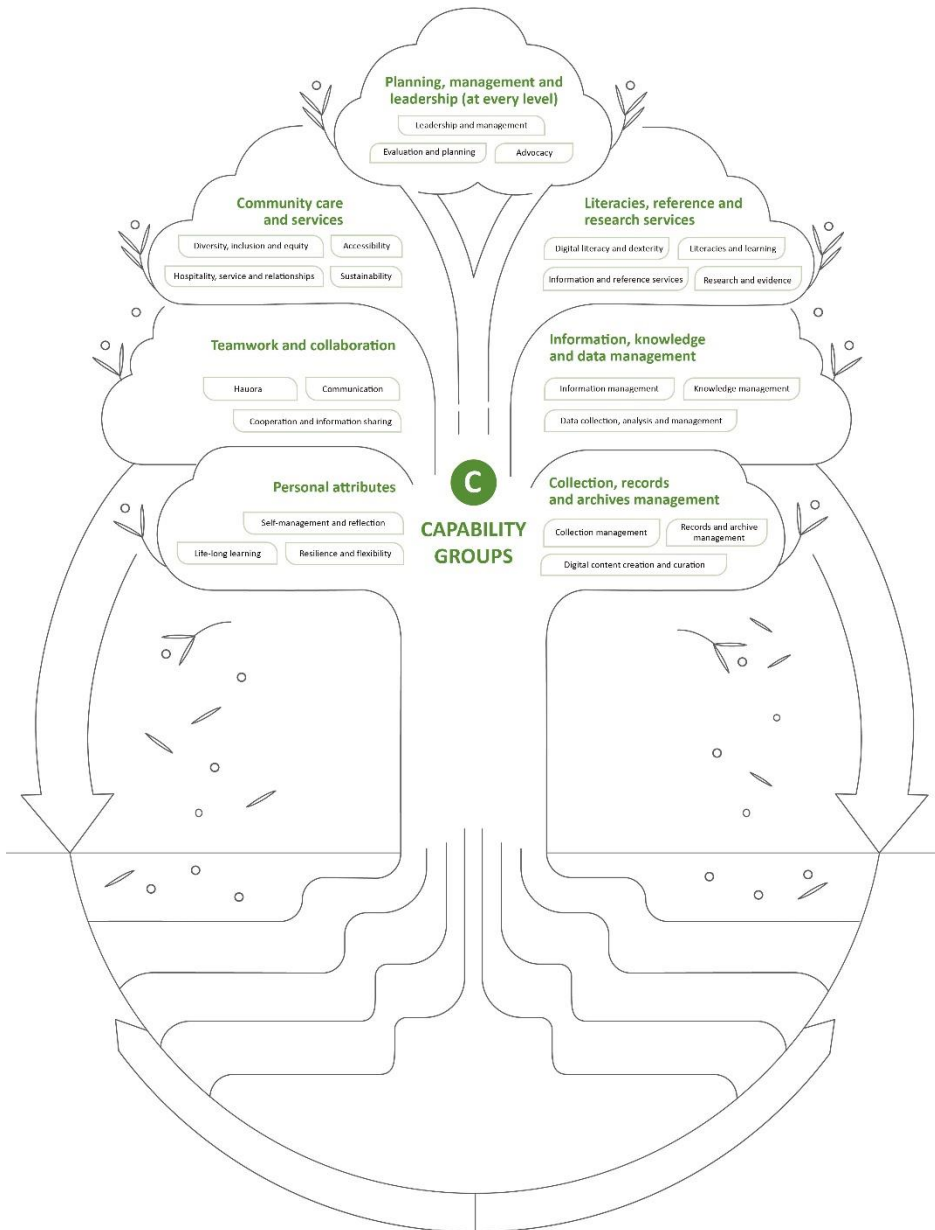 Planning, management and
leadership (at every level)
Leadership and management
Evaluation and planning
Advocacy
Community care
and services
Diversity, inclusion and equity
Accessibility
Hospitality, service and relationships
Sustainability
Literacies, reference and
research services
Digital literacy and dexterity
Literacies and learning
Information and reference services
Research and evidence
Teamwork and collaboration
Hauora
Communication
Cooperation and information sharing
Information, knowledge
and data management
Information management
Knowledge management
Data collection, analysis and management
Personal attributes
Self-management and reflection
Life-long learning
Resilience and flexibility
C
CAPABILITY
GROUPS
Collection, records
and archives management
Collection management
Records and archive
management
Digital content creation and curation